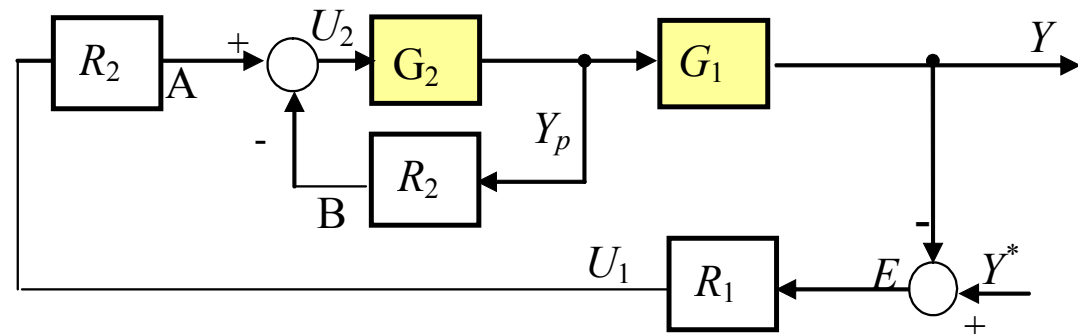 R₂
A
+
U₂
G₂
G₁
Y
-
R₂
Yₚ
B
-
U₁
R₁
E
Y*
+